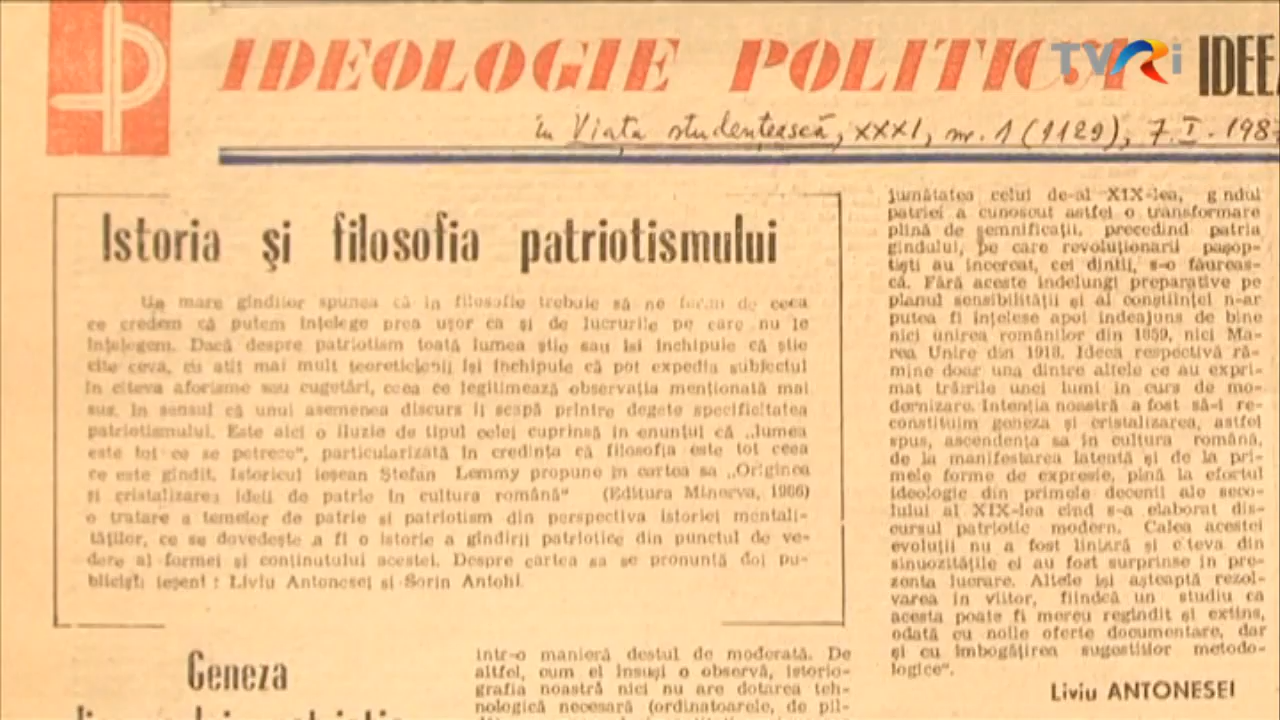 IDEOLOGIE POLITICĂ IDEE
TVRi
în Viața studențească, XXXI, nr. 1 (1129), 7.I.198
Istoria și filosofia patriotismului
Un mare gînditor spunea că în filosofie trebuie să ne ferim de ceea
ce credem că putem înțelege prea ușor ca și de lucrurile pe care nu le
înțelegem. Dacă despre patriotism toată lumea știe sau își închipuie că știe
cîte ceva, cu atît mai mult teoreticienii își închipuie că pot expedia subiectul
în cîteva aforisme sau cugetări, ceea ce legitimează observația menționată mai
sus, în sensul că unui asemenea discurs îi scapă printre degete specificitatea
patriotismului. Este aici o iluzie de tipul celei cuprinsă în enunțul că „lumea
este tot ce se petrece", particularizată în credința că filosofia este tot ceea
ce este gîndit. Istoricul ieșean Ștefan Lemmy propune în cartea sa „Originea
și cristalizarea ideii de patrie în cultura română" (Editura Minerva, 1986)
o tratare a temelor de patrie și patriotism din perspectiva istoriei mentali-
tăților, ce se dovedește a fi o istorie a gîndirii patriotice din punctul de ve-
dere al formei și conținutului acesteia. Despre cartea sa se pronunță doi pu-
bliciști ieșeni : Liviu Antonesei și Sorin Antohi.
Geneza
într-o manieră destul de moderată. De
altfel, cum el însuși o observă, istorio-
grafia noastră nici nu are dotarea teh-
nologică necesară (ordinatoarele, de pil-
jumătatea celui de-al XIX-lea, g ndul
patriei a cunoscut astfel o transformare
plină de semnificații, precedînd patria
gîndului, pe care revoluționarii pașop-
tiști au încercat, cei dintîi, s-o făureas-
că. Fără aceste îndelungi preparative pe
planul sensibilității și al conștiinței n-ar
putea fi înțelese apoi îndeajuns de bine
nici unirea românilor din 1859, nici Ma-
rea Unire din 1918. Ideea respectivă ră-
mîne doar una dintre altele ce au expri-
mat trăirile unei lumi în curs de mo-
dernizare. Intenția noastră a fost să-i re-
constituim geneza și cristalizarea, astfel
spus, ascendența sa în cultura română,
de la manifestarea latentă și de la pri-
mele forme de expresie, pînă la efortul
ideologic din primele decenii ale seco-
lului al XIX-lea cînd s-a elaborat dis-
cursul patriotic modern. Calea acestei
evoluții nu a fost liniară și c'teva din
sinuozitățile ei au fost surprinse în pre-
zenta lucrare. Altele își așteaptă rezol-
varea în viitor, fiindcă un studiu ca
acesta poate fi mereu regîndit și extins,
odată cu noile oferte documentare, dar
și cu îmbogățirea sugestiilor metodo-
logice".
Liviu ANTONESEI